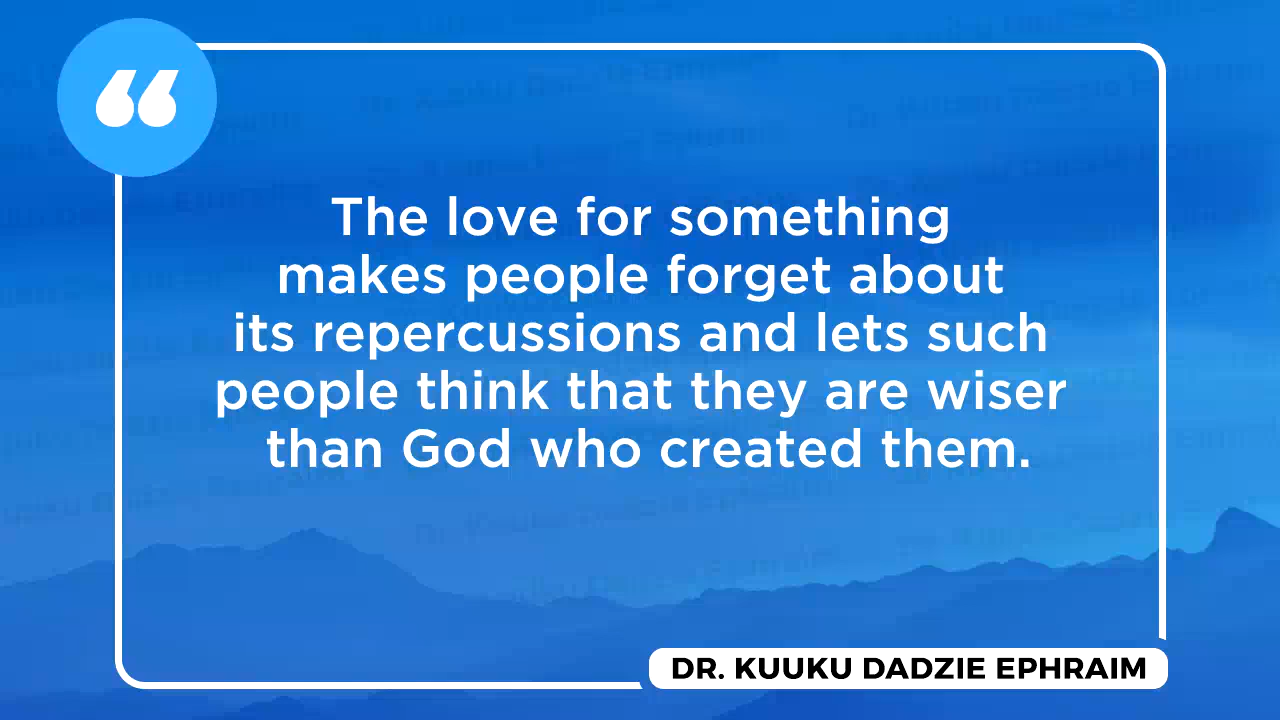 The love for something
makes people forget about
its repercussions and lets such
people think that they are wiser
than God who created them.
DR. KUUKU DADZIE EPHRAIM